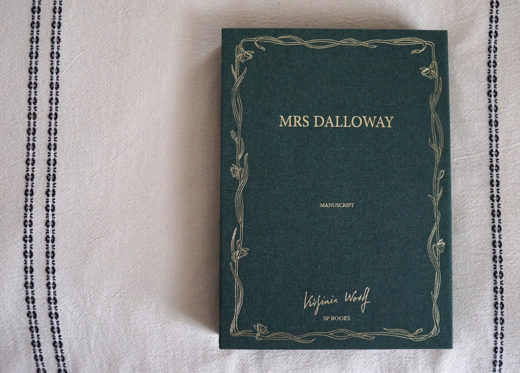 MRS DALLOWAY
MANUSCRIPT
Virginia Woolf
SP BOOKS